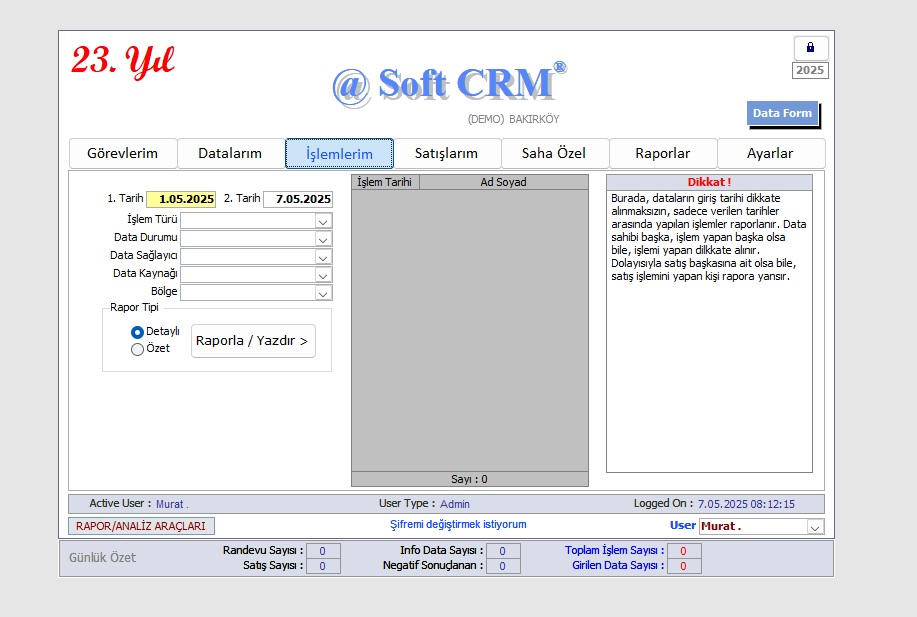 23. Yıl
@ Soft CRM®
2025
(DEMO) BAKIRKÖY
Data Form
Görevlerim
Datalarım
İşlemlerim
Satışlarım
Saha Özel
Raporlar
Ayarlar
1. Tarih 1.05.2025 2. Tarih 7.05.2025
İşlem Türü
Data Durumu
Data Sağlayıcı
Data Kaynağı
Bölge
Rapor Tipi
Detaylı
Özet
Raporla / Yazdır >
İşlem Tarihi
Ad Soyad
Sayı : 0
Dikkat !
Burada, dataların giriş tarihi dikkate
alınmaksızın, sadece verilen tarihler
arasında yapılan işlemler raporlanır. Data
sahibi başka, işlem yapan başka olsa
bile, işlemi yapan dilkkate alınır.
Dolayısıyla satış başkasına ait olsa bile,
satış işlemini yapan kişi rapora yansır.
Active User : Murat .
User Type : Admin
Logged On : 7.05.2025 08:12:15
RAPOR/ANALİZ ARAÇLARI
Şifremi değiştirmek istiyorum
User Murat .
Günlük Özet
Randevu Sayısı : 0
Satış Sayısı : 0
Info Data Sayısı : 0
Negatif Sonuçlanan : 0
Toplam İşlem Sayısı : 0
Girilen Data Sayısı : 0